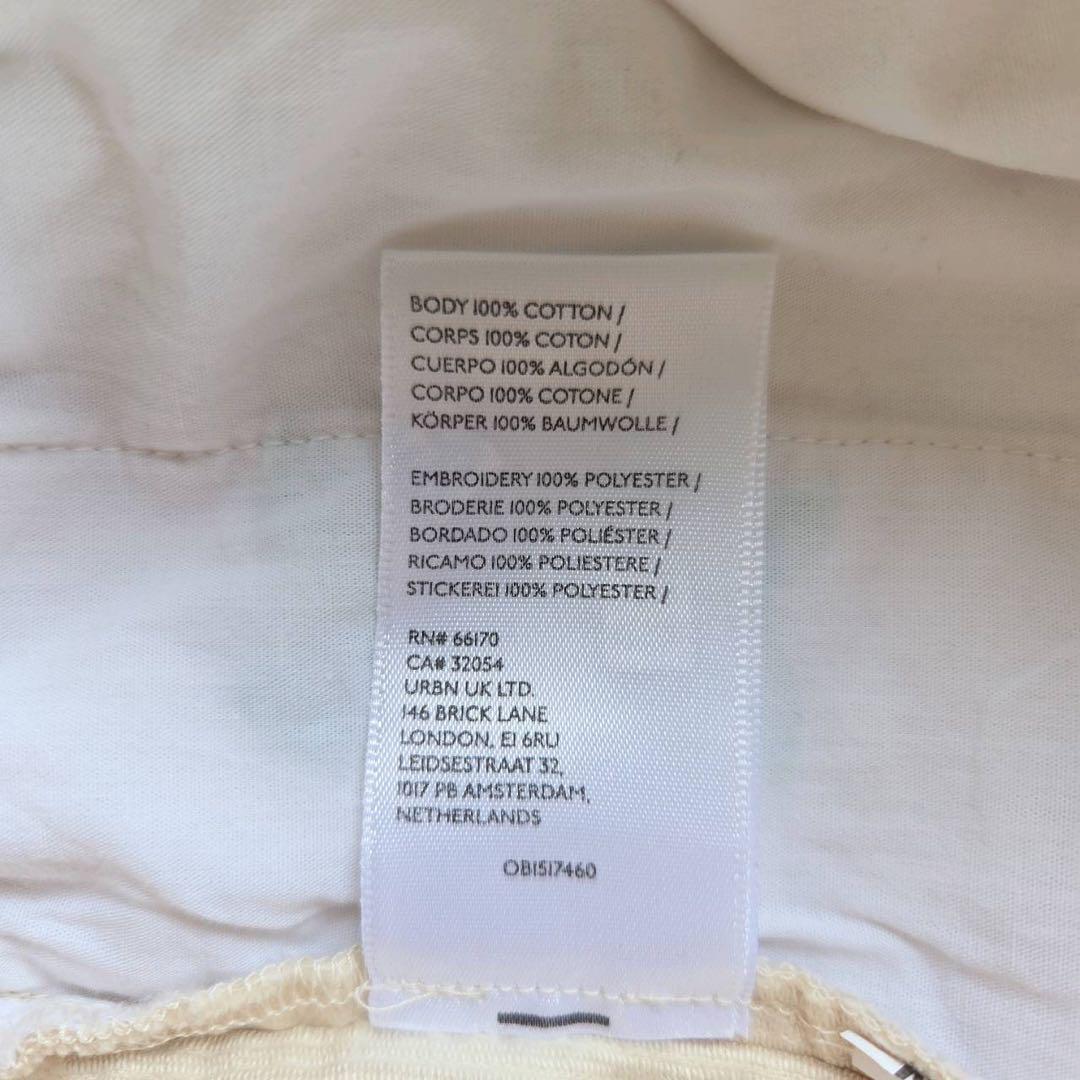 BODY 100% COTTON /
CORPS 100% COTON /
CUERPO 100% ALGODÓN /
CORPO 100% COTONE /
KÖRPER 100% BAUMWOLLE /
EMBROIDERY 100% POLYESTER /
BRODERIE 100% POLYESTER /
BORDADO 100% POLIÉSTER /
RICAMO 100% POLIESTERE /
STICKEREI 100% POLYESTER /
RN# 66170
CA# 32054
URBN UK LTD.
146 BRICK LANE
LONDON, E1 6RU
LEIDSESTRAAT 32,
1017 PB AMSTERDAM,
NETHERLANDS
OB1517460